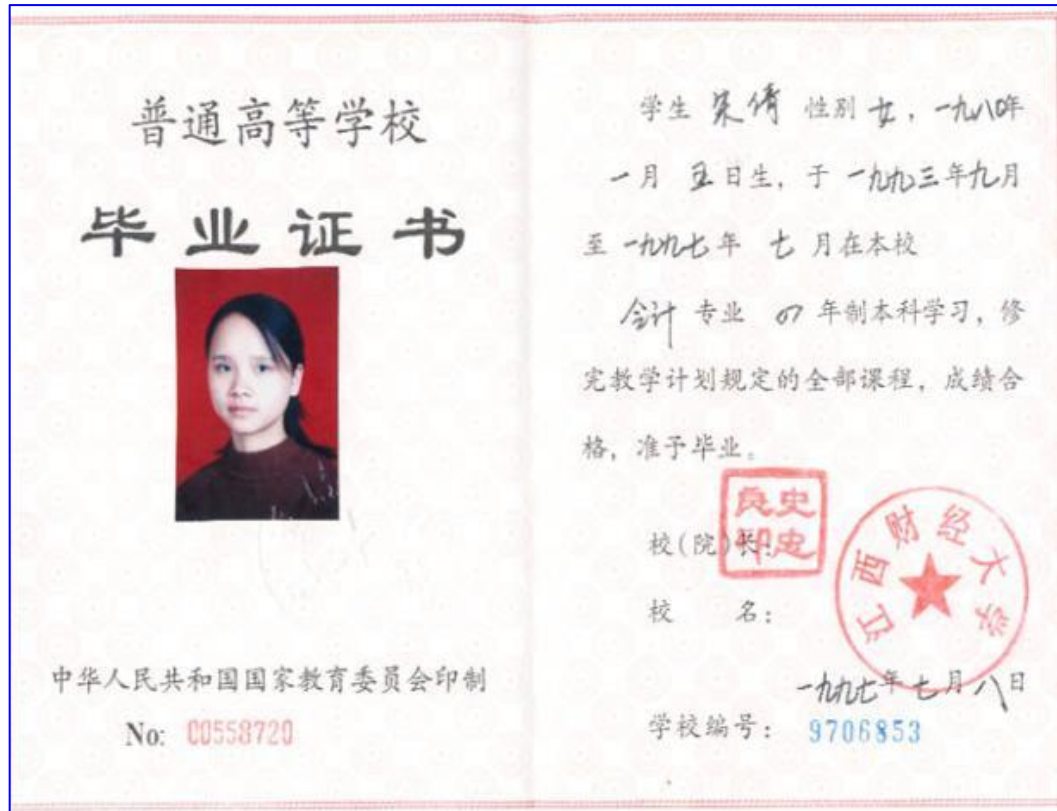 普通高等学校
毕业证书
中华人民共和国国家教育委员会印制
No: 00558720
学生 宋倩 性别 女，一九八〇年
一月 五日生，于 一九九三年九月
至 一九九七年 七 月在本校
会计 专业 四 年制本科学习，修
完教学计划规定的全部课程，成绩合
格，准予毕业。
校(院)长：
史忠良印
校 名：
江西财经大学
一九九七年 七 月 八 日
学校编号： 9706853